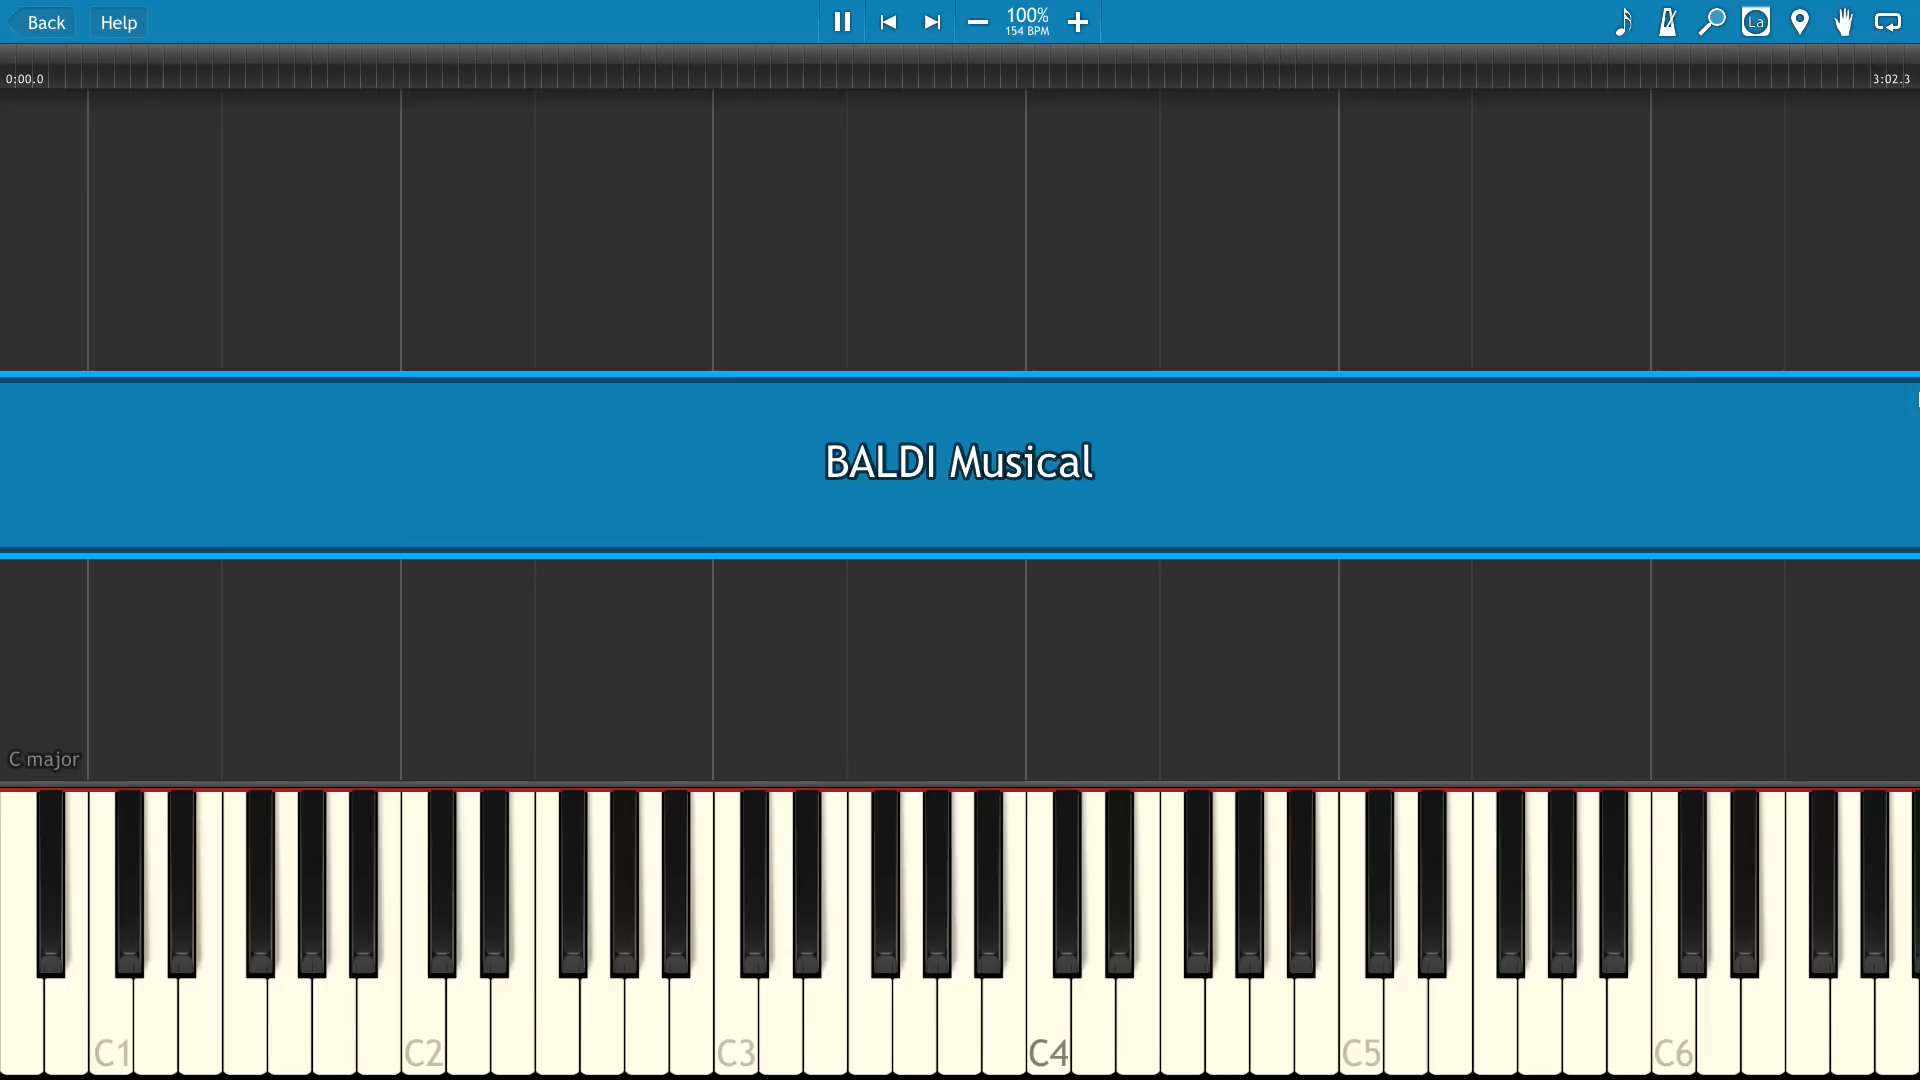 Back
Help
100%
154 BPM
La
0:00.0
3:02.3
BALDI Musical
C major
C1
C2
C3
C4
C5
C6